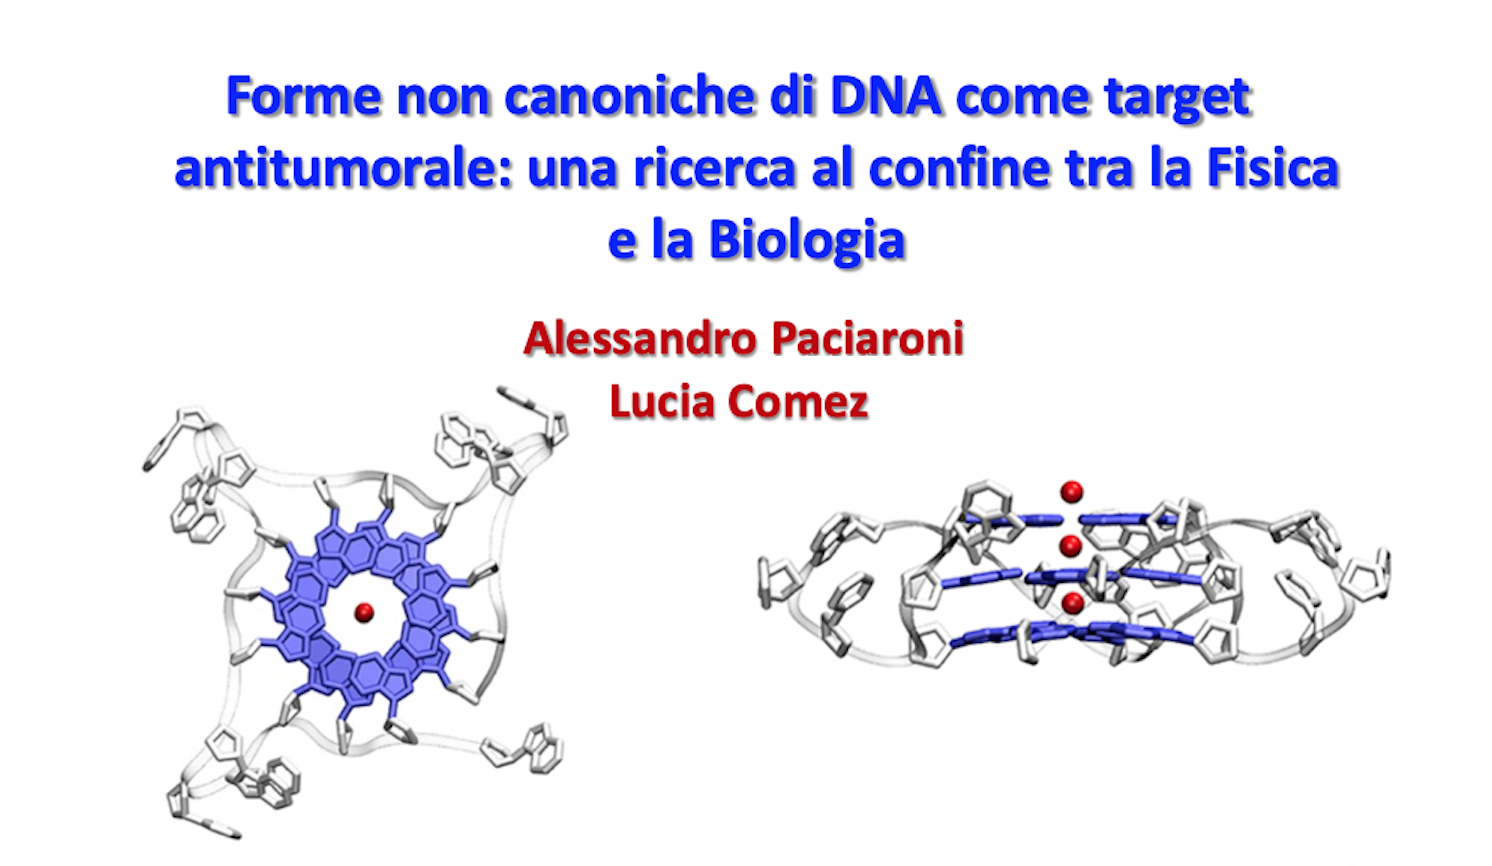 Forme non canoniche di DNA come target
antitumorale: una ricerca al confine tra la Fisica
e la Biologia
Alessandro Paciaroni
Lucia Comez